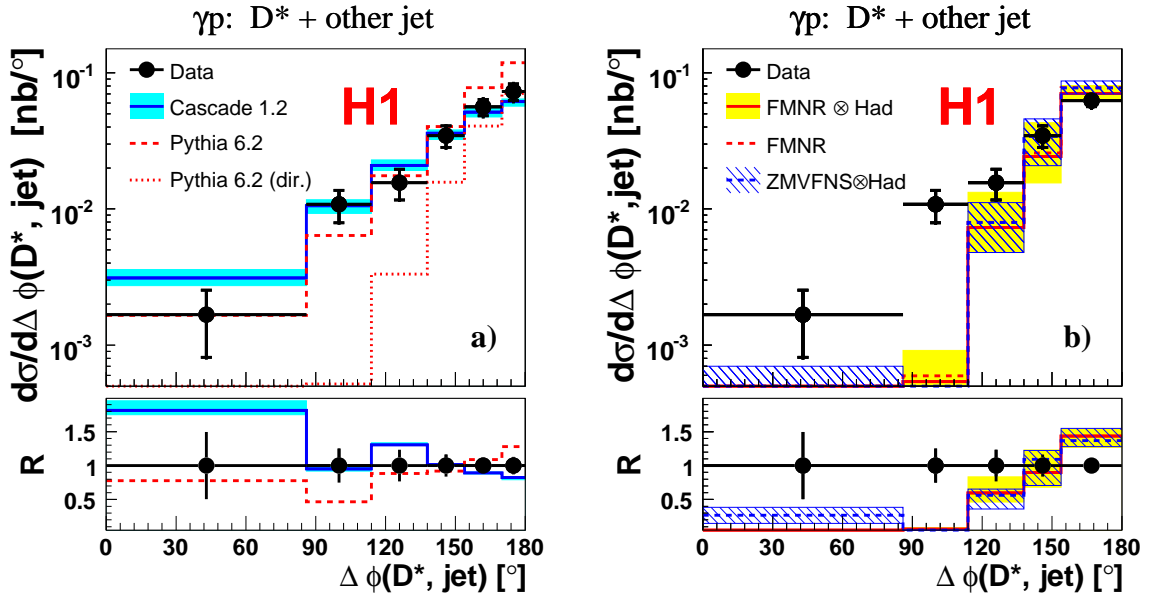 γp: D* + other jet
dσ/dΔ ϕ(D*, jet) [nb/°]
10⁻¹
10⁻²
10⁻³
Data
Cascade 1.2
Pythia 6.2
Pythia 6.2 (dir.)
H1
a)
R
1.5
1
0.5
0 30 60 90 120 150 180
Δ ϕ(D*, jet) [°]
γp: D* + other jet
dσ/dΔ ϕ(D*, jet) [nb/°]
10⁻¹
10⁻²
10⁻³
Data
FMNR ⊗ Had
FMNR
ZMVFNS⊗Had
H1
b)
R
1.5
1
0.5
0 30 60 90 120 150 180
Δ ϕ(D*, jet) [°]